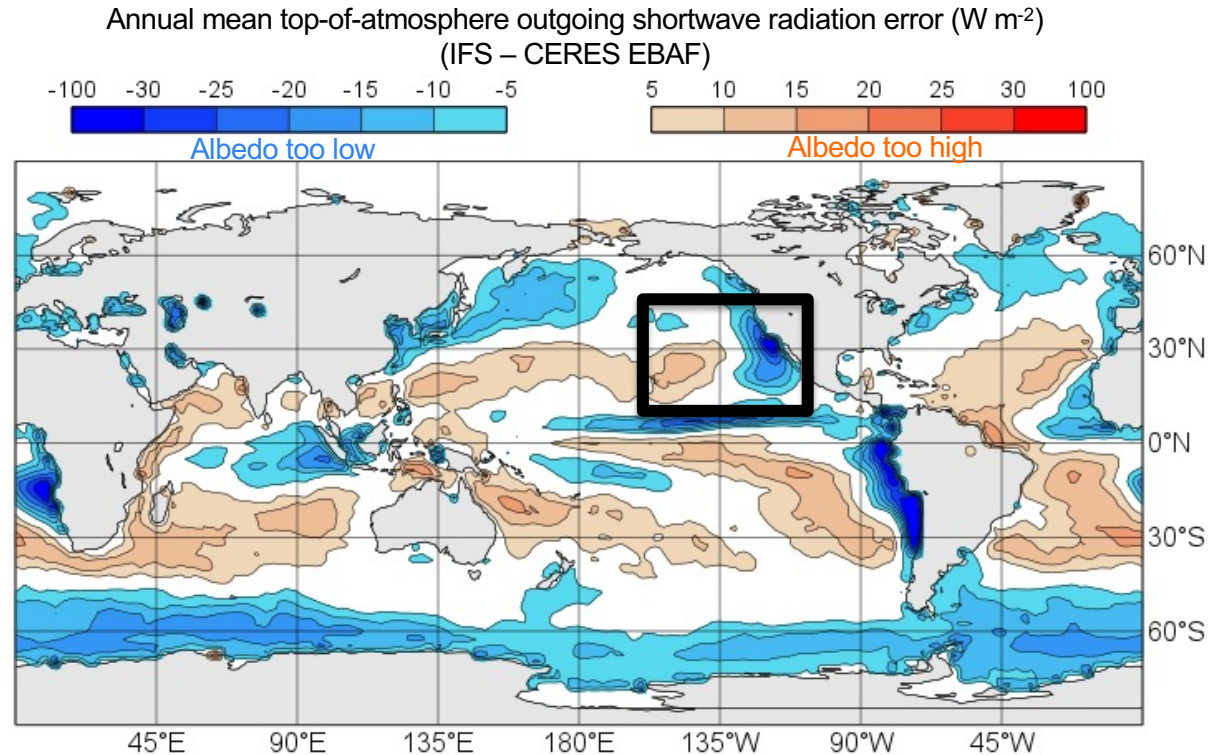 Annual mean top-of-atmosphere outgoing shortwave radiation error (W m⁻²)
(IFS – CERES EBAF)
-100 -30 -25 -20 -15 -10 -5 5 10 15 20 25 30 100
Albedo too low Albedo too high
60°N
30°N
0°N
30°S
60°S
45°E 90°E 135°E 180°E 135°W 90°W 45°W